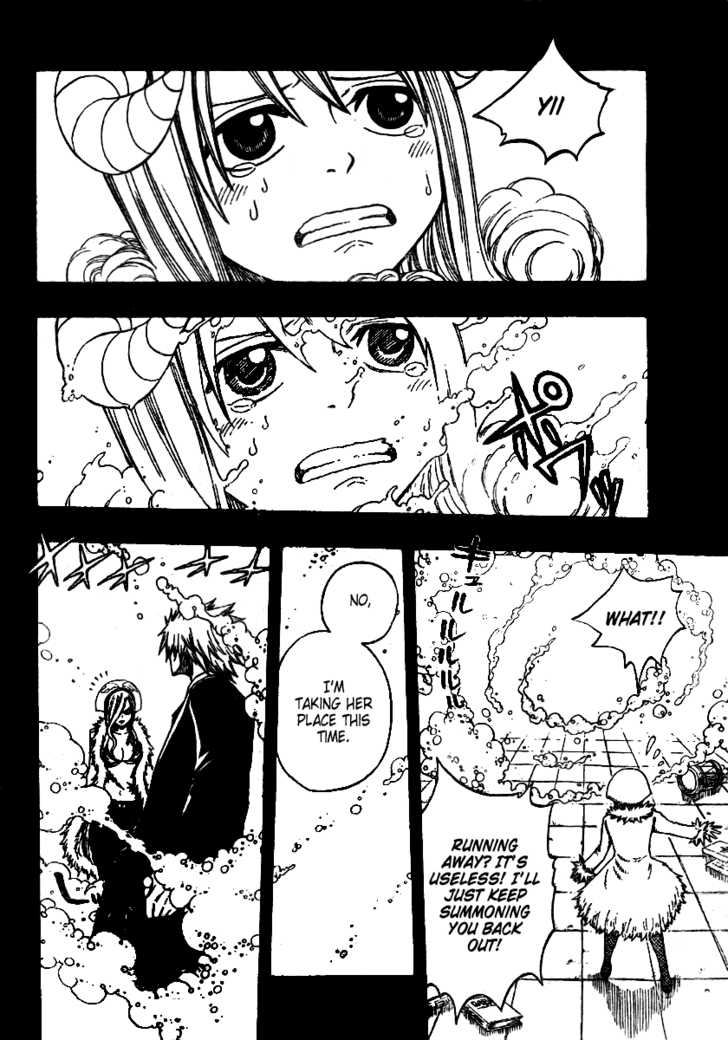 YII
WHAT!!
RUNNING
AWAY? IT'S
USELESS! I'LL
JUST KEEP
SUMMONING
YOU BACK
OUT!
NO,
I'M
TAKING HER
PLACE THIS
TIME.